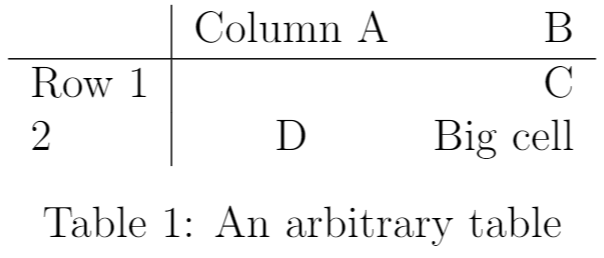 Column A B
Row 1 C
2 D Big cell
Table 1: An arbitrary table